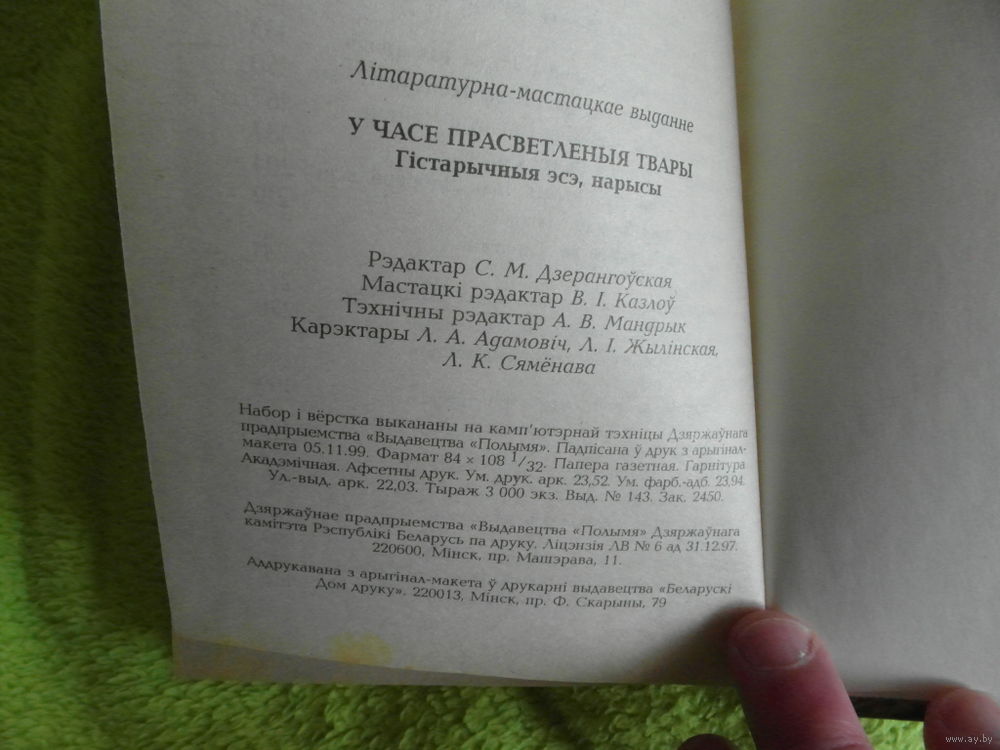 Літаратурна-мастацкае выданне
У ЧАСЕ ПРАСВЕТЛЕНЫЯ ТВАРЫ
Гістарычныя эсэ, нарысы
Рэдактар С. М. Дзерангоўская
Мастацкі рэдактар В. І. Казлоў
Тэхнічны рэдактар А. В. Мандрык
Карэктары Л. А. Адамовіч, Л. І. Жылінская,
Л. К. Сямёнава
Набор і вёрстка выкананы на камп'ютэрнай тэхніцы Дзяржаўнага
прадпрыемства «Выдавецтва «Полымя». Падпісана ў друк з арыгінал-
макета 05.11.99. Фармат 84 × 108 1/32. Папера газетная. Гарнітура
Акадэмічная. Афсетны друк. Ум. друк. арк. 23,52. Ум. фарб.-адб. 23,94.
Ул.-выд. арк. 22,03. Тыраж 3 000 экз. Выд. № 143. Зак. 2450.
Дзяржаўнае прадпрыемства «Выдавецтва «Полымя» Дзяржаўнага
камітэта Рэспублікі Беларусь па друку. Ліцэнзія ЛВ № 6 ад 31.12.97.
220600, Мінск, пр. Машэрава, 11.
Аддрукавана з арыгінал-макета ў друкарні выдавецтва «Беларускі
Дом друку». 220013, Мінск, пр. Ф. Скарыны, 79
www.ay.by